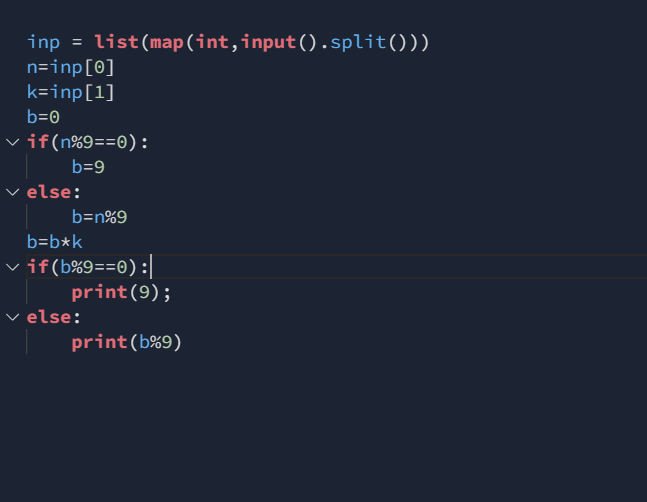 inp = list(map(int,input().split()))
n=inp[0]
k=inp[1]
b=0
if(n%9==0):
    b=9
else:
    b=n%9
b=b*k
if(b%9==0):
    print(9);
else:
    print(b%9)